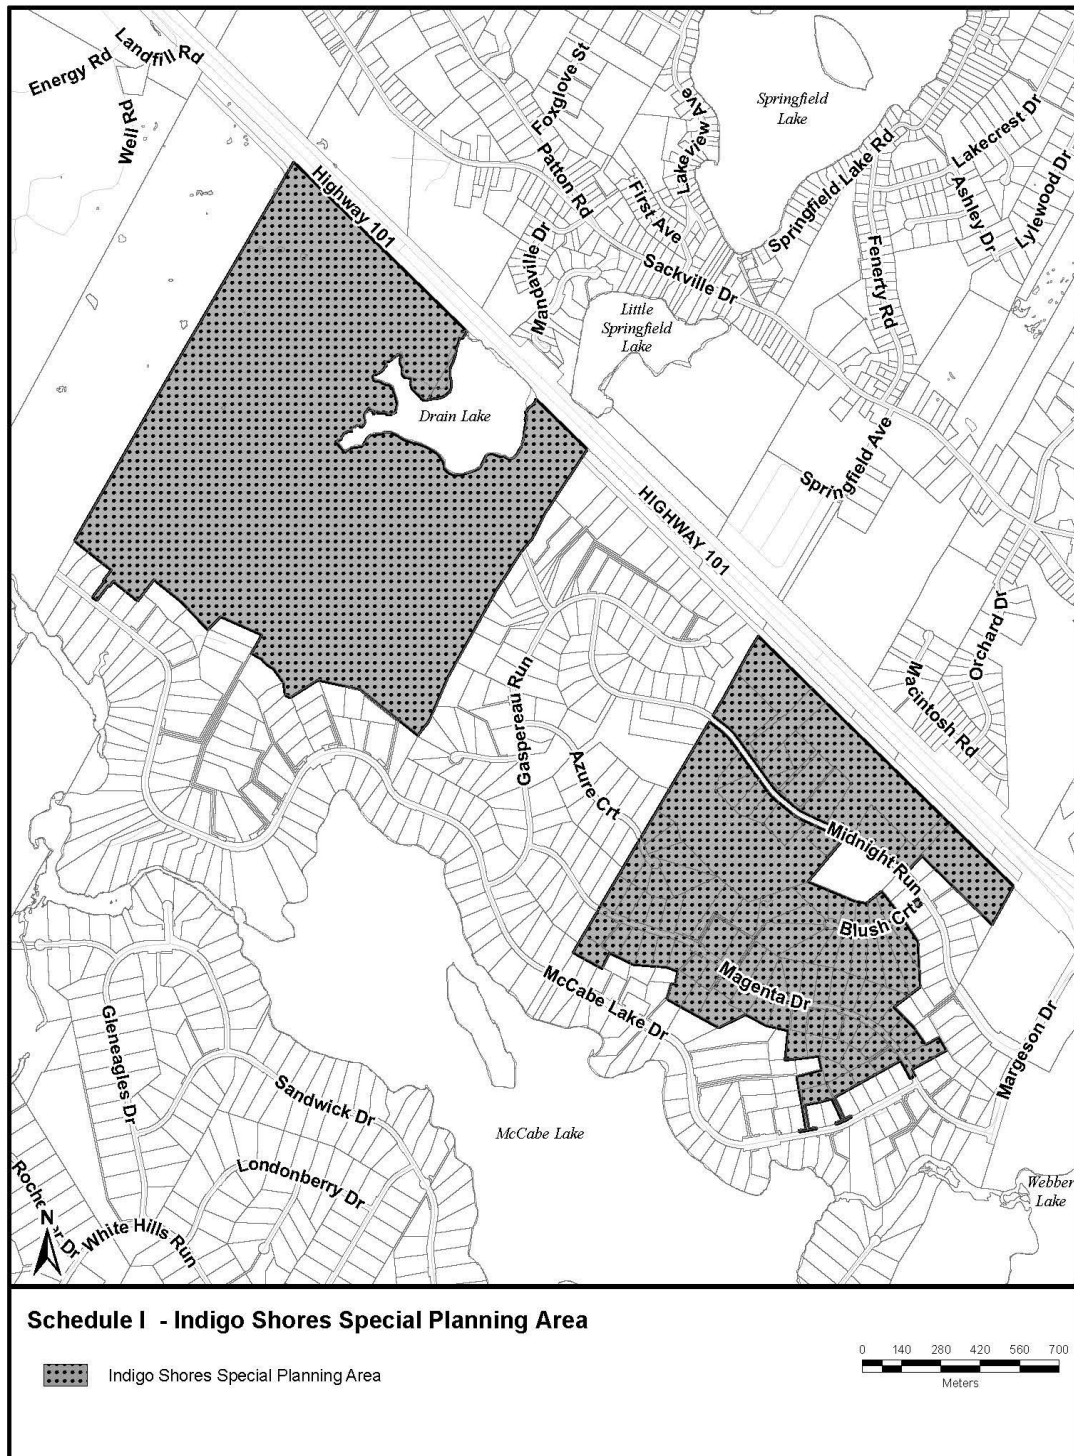 Energy Rd
Landfill Rd
Well Rd
Highway 101
Foxglove St
Patton Rd
Lakeview Ave
First Ave
Springfield
Lake
Springfield Lake Rd
Lakecrest Dr
Ashley Dr
Lylewood Dr
Fenerty Rd
Sackville Dr
Little
Springfield
Lake
Drain Lake
Springfield Ave
HIGHWAY 101
Orchard Dr
Macintosh Rd
Gaspereau Run
Azure Crt
Midnight Run
Blush Crt
Magenta Dr
McCabe Lake Dr
Margeson Dr
Gleneagles Dr
Sandwick Dr
McCabe Lake
Londonberry Dr
Webber
Lake
White Hills Run
N
Schedule I - Indigo Shores Special Planning Area
Indigo Shores Special Planning Area
0 140 280 420 560 700
Meters